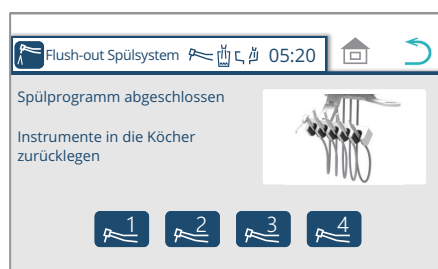 Flush-out Spülsystem 05:20
Spülprogramm abgeschlossen
Instrumente in die Köcher
zurücklegen
1 2 3 4